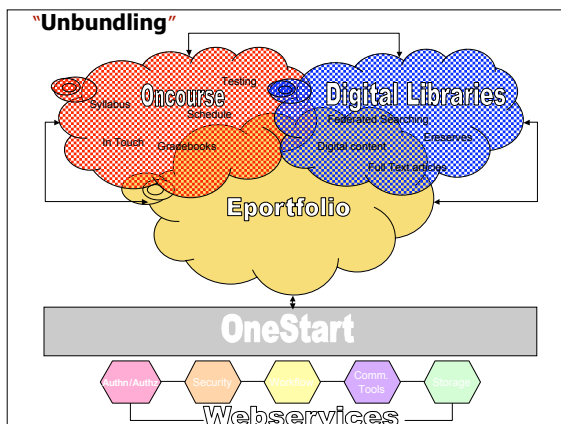 "Unbundling"
Testing
Oncourse
Digital Libraries
Syllabus
Schedule
Federated Searching
Ereserves
In Touch
Gradebooks
Digital content
Full Text articles
Eportfolio
OneStart
Authn/Authz
Security
Workflow
Comm.
Tools
Storage
Webservices